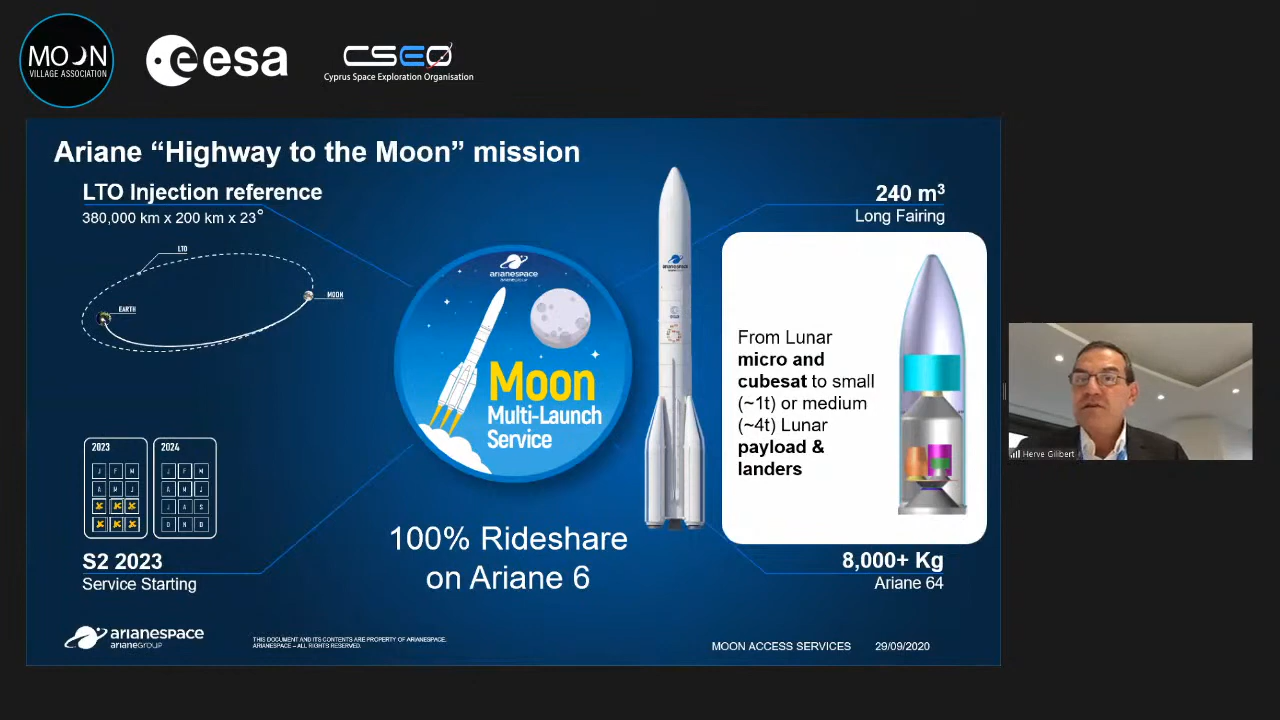 MOON
VILLAGE ASSOCIATION
esa
CSEO
Cyprus Space Exploration Organisation
Ariane “Highway to the Moon” mission
LTO Injection reference
380,000 km x 200 km x 23°
LTO
EARTH
MOON
240 m³
Long Fairing
arianespace
arianegroup
Moon
Multi-Launch
Service
arianespace
From Lunar
micro and
cubesat to small
(~1t) or medium
(~4t) Lunar
payload &
landers
2023
J F M
A M J
2024
J F M
A M J
J A S
O N D
S2 2023
Service Starting
100% Rideshare
on Ariane 6
8,000+ Kg
Ariane 64
arianespace
arianeGROUP
THIS DOCUMENT AND ITS CONTENTS ARE PROPERTY OF ARIANESPACE.
ARIANESPACE – ALL RIGHTS RESERVED.
MOON ACCESS SERVICES 29/09/2020
Herve Gilibert